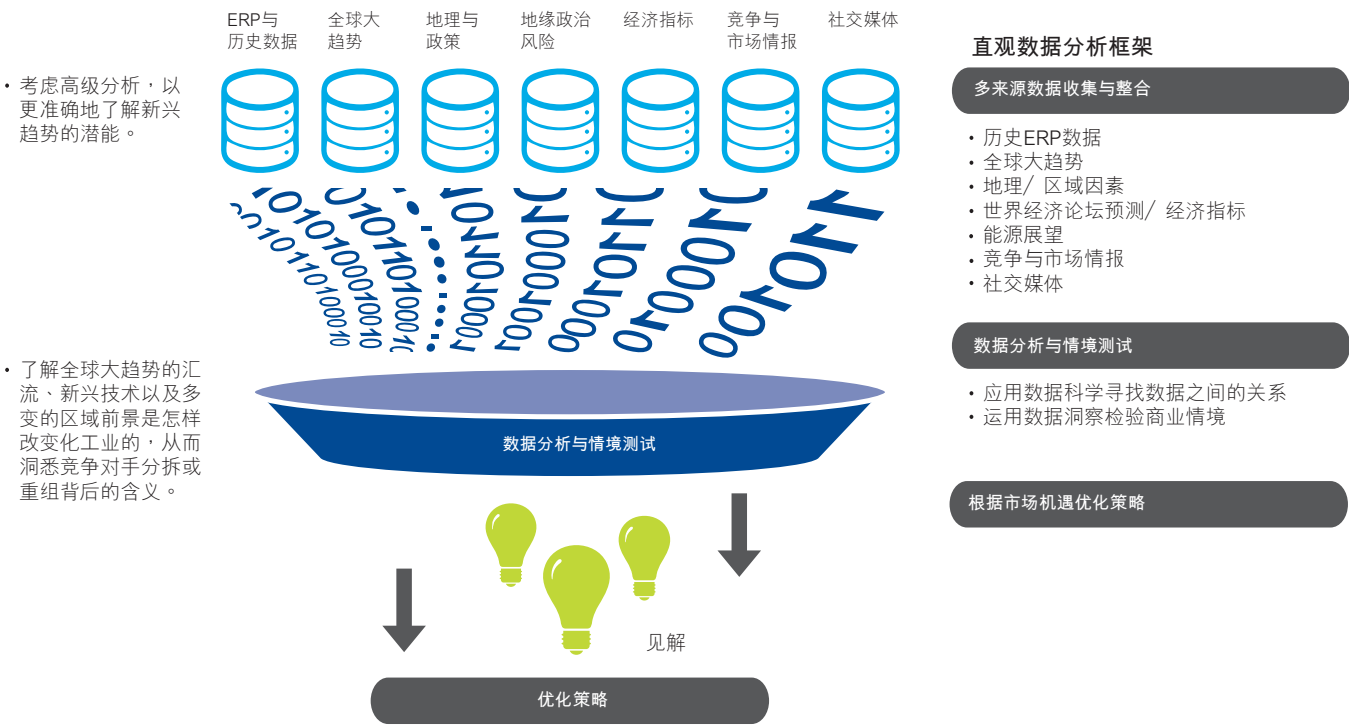 ERP与
历史数据
全球大
趋势
地理与
政策
地缘政治
风险
经济指标
竞争与
市场情报
社交媒体
• 考虑高级分析，以
更准确地了解新兴
趋势的潜能。
• 了解全球大趋势的汇
流、新兴技术以及多
变的区域前景是怎样
改变化工业的，从而
洞悉竞争对手分拆或
重组背后的含义。
数据分析与情境测试
见解
优化策略
直观数据分析框架
多来源数据收集与整合
• 历史ERP数据
• 全球大趋势
• 地理/ 区域因素
• 世界经济论坛预测/ 经济指标
• 能源展望
• 竞争与市场情报
• 社交媒体
数据分析与情境测试
• 应用数据科学寻找数据之间的关系
• 运用数据洞察检验商业情境
根据市场机遇优化策略